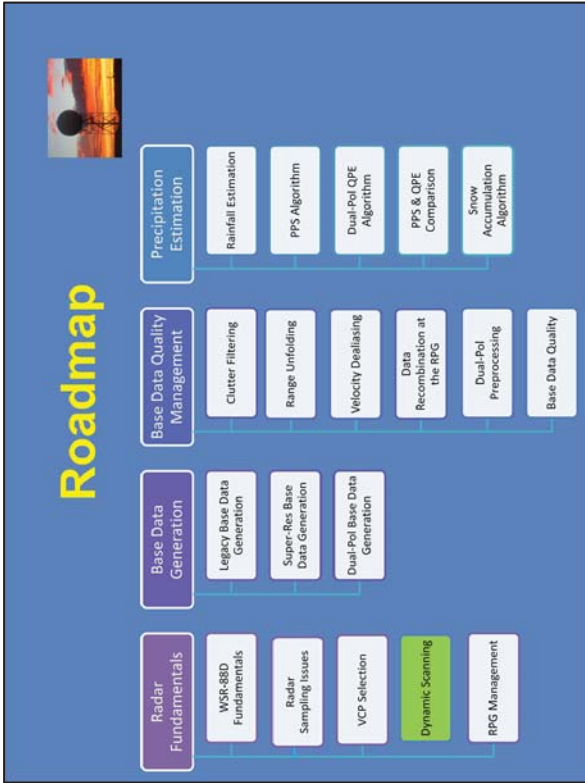 Roadmap
Radar
Fundamentals
WSR-88D
Fundamentals
Radar
Sampling Issues
VCP Selection
Dynamic Scanning
RPG Management
Base Data
Generation
Legacy Base Data
Generation
Super-Res Base
Data Generation
Dual-Pol Base Data
Generation
Base Data Quality
Management
Clutter Filtering
Range Unfolding
Velocity Dealiasing
Data
Recombination at
the RPG
Dual-Pol
Preprocessing
Base Data Quality
Precipitation
Estimation
Rainfall Estimation
PPS Algorithm
Dual-Pol QPE
Algorithm
PPS & QPE
Comparison
Snow
Accumulation
Algorithm